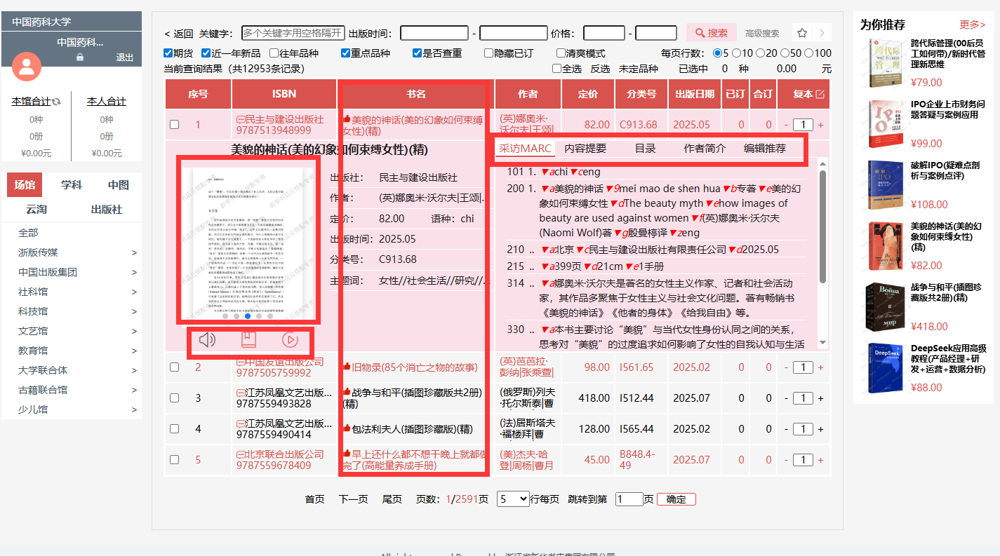 中国药科大学
中国药科...
退出
本馆合计 本人合计
0种 0种
0册 0册
¥0.00元 ¥0.00元
场馆 学科 中图
云淘 出版社
全部
浙版传媒 >
中国出版集团 >
社科馆 >
科技馆 >
文艺馆 >
教育馆 >
大学联合体 >
古籍联合馆 >
少儿馆 >
< 返回 关键字： 多个关键字用空格隔开 出版时间： - 价格： - 搜索 高级搜索
期货 近一年新品 往年品种 重点品种 是否查重 隐藏已订 清爽模式 每页行数： 5 10 20 50 100
当前查询结果（共12953条记录） 全选 反选 未定品种 已选中 0 种 0.00 元
序号 ISBN 书名 作者 定价 分类号 出版日期 已订 合订 复本
1 民主与建设出版社 9787513948999 美貌的神话(美的幻象如何束缚女性)(精) (英)娜奥米·沃尔夫|王颂| 82.00 C913.68 2025.05 0 0 - 1 +
美貌的神话(美的幻象如何束缚女性)(精)
出版社： 民主与建设出版社
作者： (英)娜奥米·沃尔夫|王颂|..
定价： 82.00 语种：chi
出版时间：2025.05
分类号： C913.68
主题词： 女性//社会生活//研究//..
采访MARC 内容提要 目录 作者简介 编辑推荐
101 1. ▼achi▼ceng
200 1. ▼a美貌的神话▼9mei mao de shen hua▼b专著▼e美的幻
象如何束缚女性▼dThe beauty myth▼ehow images of
beauty are used against women▼f(英)娜奥米·沃尔夫
(Naomi Wolf)著▼g殷曼楟译▼zeng
210 .. ▼a北京▼c民主与建设出版社有限责任公司▼d2025.05
215 .. ▼a399页▼d21cm▼e1手册
314 .. ▼a娜奥米·沃尔夫是著名的女性主义作家、记者和社会活动
家，其作品多聚焦于女性主义与社会文化问题。著有畅销书
《美貌的神话》《他者的身体》《给我自由》等。
330 .. ▼a本书主要讨论“美貌”与当代女性身份认同之间的关系，
思考对“美貌”的过度追求如何影响了女性的自我认知与生活
2 中国友谊出版公司 9787505759992 旧物录(85个消亡之物的故事) (英)芭芭拉·彭纳|张乘萱| 98.00 I561.65 2025.02 0 0 - 1 +
3 江苏凤凰文艺出版... 9787559493828 战争与和平(插图珍藏版共2册)(精) (俄罗斯)列夫·托尔斯泰|曹 418.00 I512.44 2025.07 0 0 - 1 +
4 江苏凤凰文艺出版... 9787559490414 包法利夫人(插图珍藏版)(精) (法)居斯塔夫·福楼拜|曹 128.00 I565.44 2025.02 0 0 - 1 +
5 北京联合出版公司 9787559678409 早上还什么都不想干晚上就都做完了(高能量养成手册) (美)杰夫·哈登|周杨|曹月 45.00 B848.4-49 2025.07 0 0 - 1 +
首页 下一页 尾页 页数：1/2591页 5 行每页 跳转到第 1 页 确定
为你推荐 更多>
跨代际管理(00后员
工如何带)/新时代管
理新思维
¥79.00
IPO企业上市财务问
题答疑与案例应用
¥99.00
破解IPO(疑难点剖
析与案例点评)
¥108.00
美貌的神话(美的幻
象如何束缚女性)
(精)
¥82.00
战争与和平(插图珍
藏版共2册)(精)
¥418.00
DeepSeek应用高级
教程(产品经理+研
发+运营+数据分析)
¥88.00